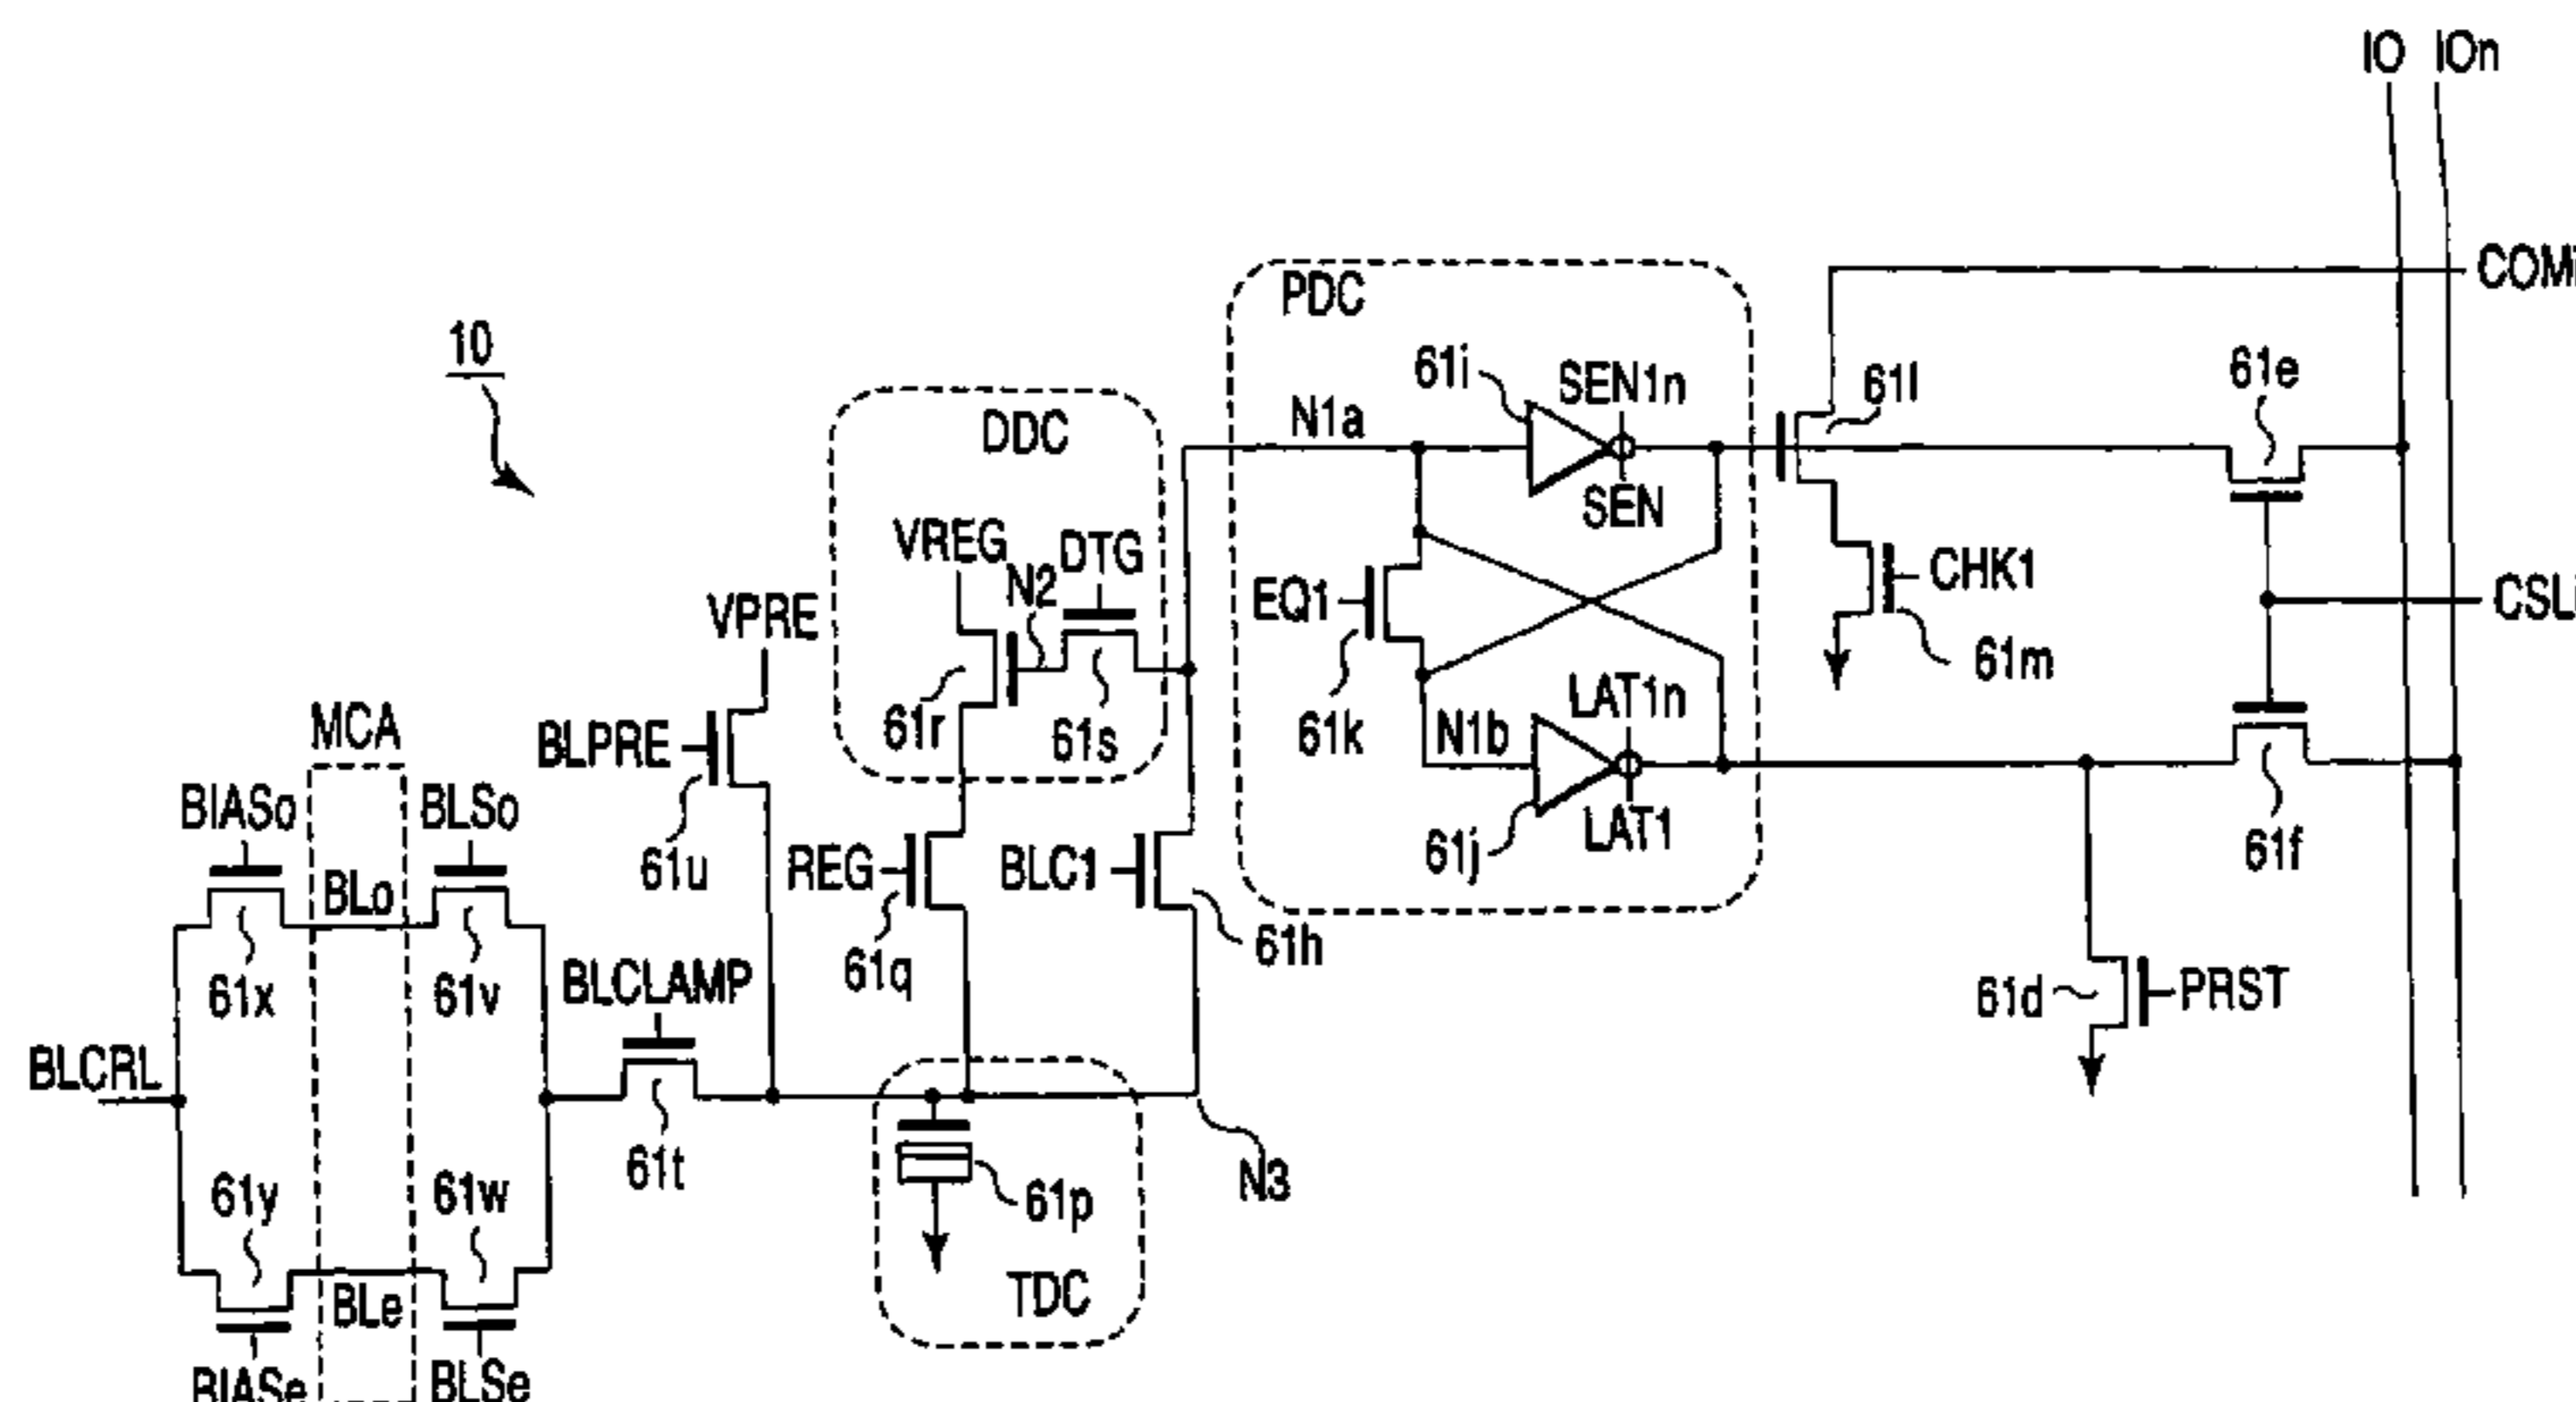 IO IOn
COMi
PDC
10
61i SEN1n 61l 61e
N1a
DDC
SEN
VREG DTG
N2
CHK1
VPRE
EQ1
CSLi
61m
LAT1n
MCA
61r 61s 61k N1b
BLPRE
BIASo BLSo
LAT1
61u REG BLC1 61j 61f
BLo
61h
61x 61v BLCLAMP 61q
61d PRST
BLCRL
61t N3
61y 61w 61p
TDC
BLe
BIASe BLSe